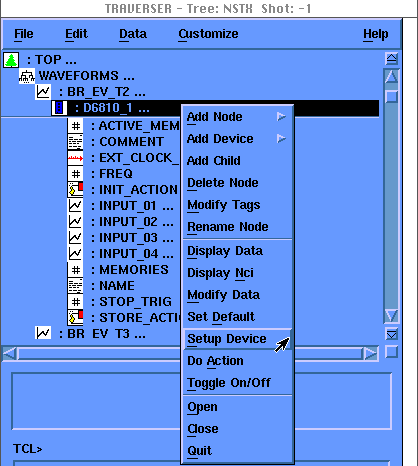 TRAVERSER - Tree: NSTX Shot: -1
File Edit Data Customize Help
: TOP ...
WAVEFORMS ...
: BR_EV_T2 ...
: D6810_1 ...
: ACTIVE_MEM
: COMMENT
: EXT_CLOCK_
: FREQ
: INIT_ACTION
: INPUT_01 ...
: INPUT_02 ...
: INPUT_03 ...
: INPUT_04 ...
: MEMORIES
: NAME
: STOP_TRIG
: STORE_ACTI
: BR_EV_T3 ...
Add Node
Add Device
Add Child
Delete Node
Modify Tags
Rename Node
Display Data
Display Nci
Modify Data
Set Default
Setup Device
Do Action
Toggle On/Off
Open
Close
Quit
TCL>